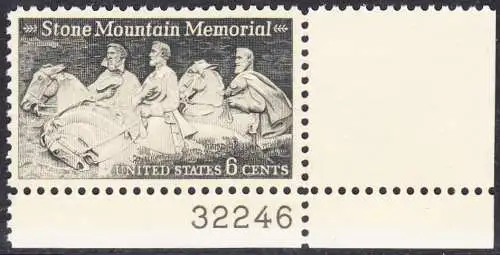 Stone Mountain Memorial
UNITED STATES 6 CENTS
32246